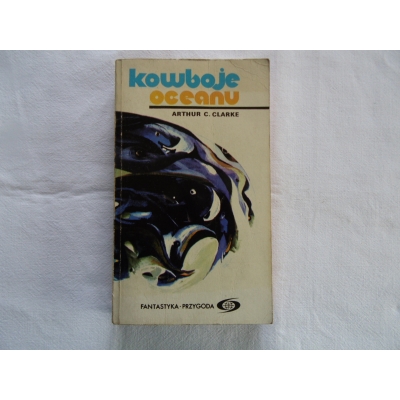 kowboje
oceanu
ARTHUR C. CLARKE
FANTASTYKA - PRZYGODA